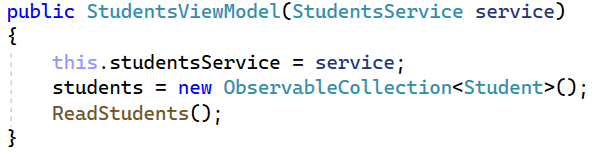 public StudentsViewModel(StudentsService service)
{
    this.studentsService = service;
    students = new ObservableCollection<Student>();
    ReadStudents();
}